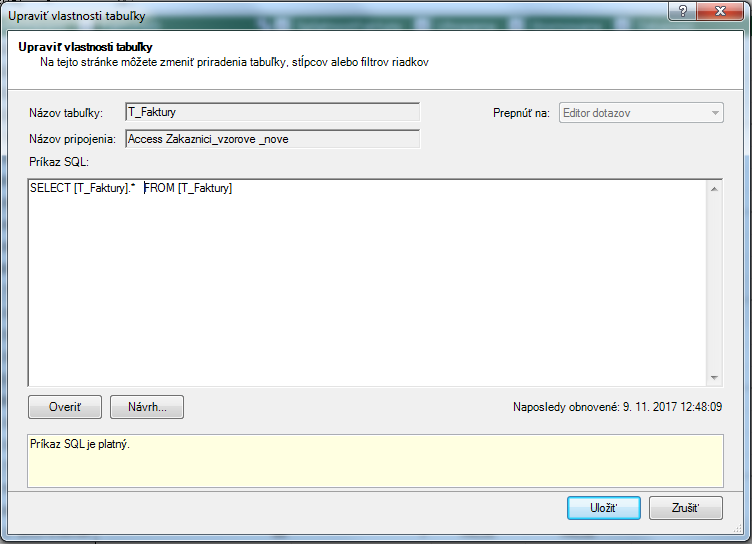 Upraviť vlastnosti tabuľky
Upraviť vlastnosti tabuľky
Na tejto stránke môžete zmeniť priradenia tabuľky, stĺpcov alebo filtrov riadkov
Názov tabuľky: T_Faktury Prepnúť na: Editor dotazov
Názov pripojenia: Access Zakaznici_vzorove _nove
Príkaz SQL:
SELECT [T_Faktury].* FROM [T_Faktury]
Overiť Návrh... Naposledy obnovené: 9. 11. 2017 12:48:09
Príkaz SQL je platný.
Uložiť Zrušiť